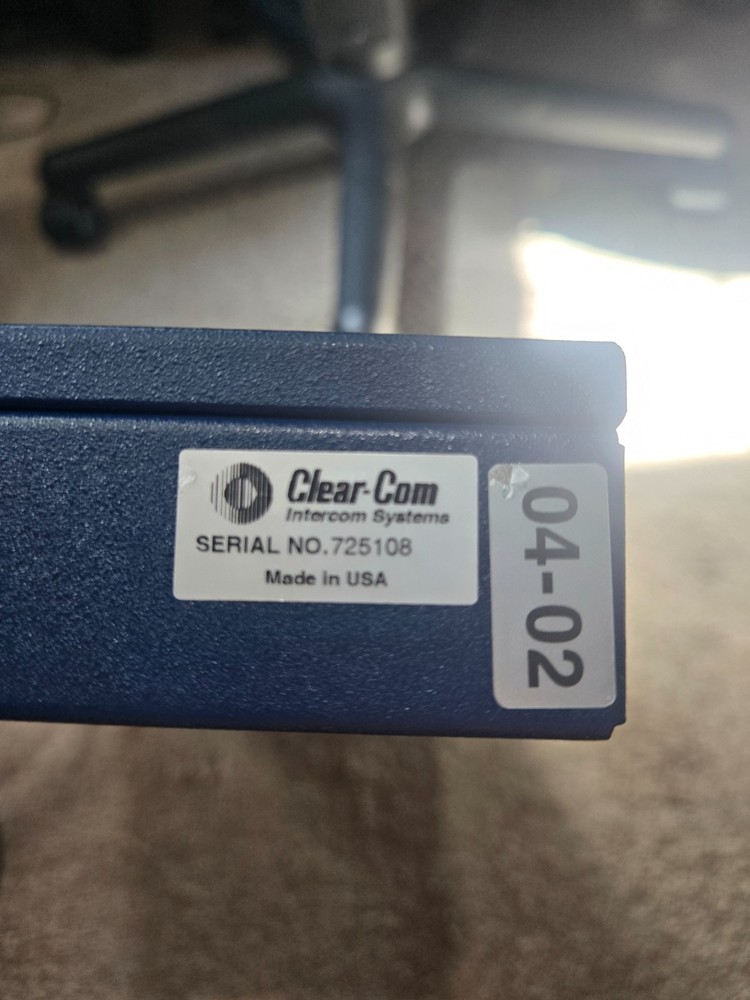 Clear-Com
Intercom Systems
SERIAL NO. 725108
Made in USA
04-02